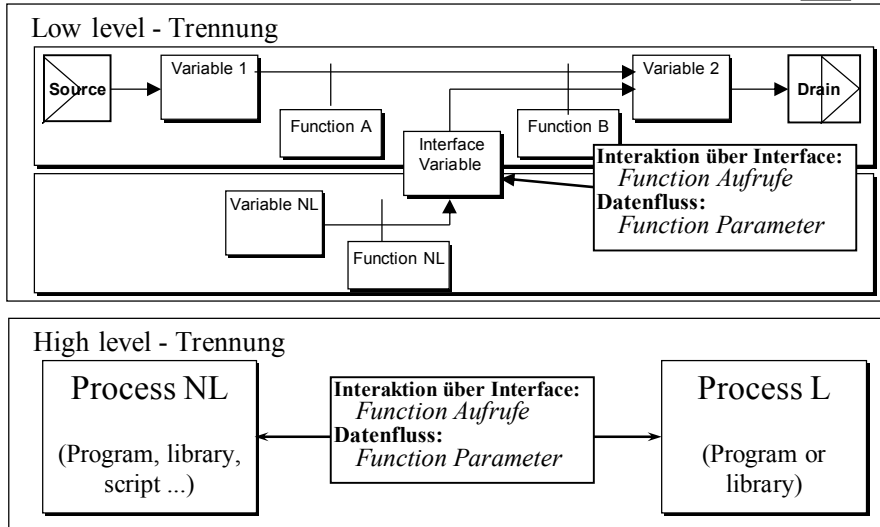 Low level - Trennung
Source
Variable 1
Function A
Interface
Variable
Function B
Variable 2
Drain
Interaktion über Interface:
Function Aufrufe
Datenfluss:
Function Parameter
Variable NL
Function NL
High level - Trennung
Process NL
(Program, library,
script ...)
Interaktion über Interface:
Function Aufrufe
Datenfluss:
Function Parameter
Process L
(Program or
library)